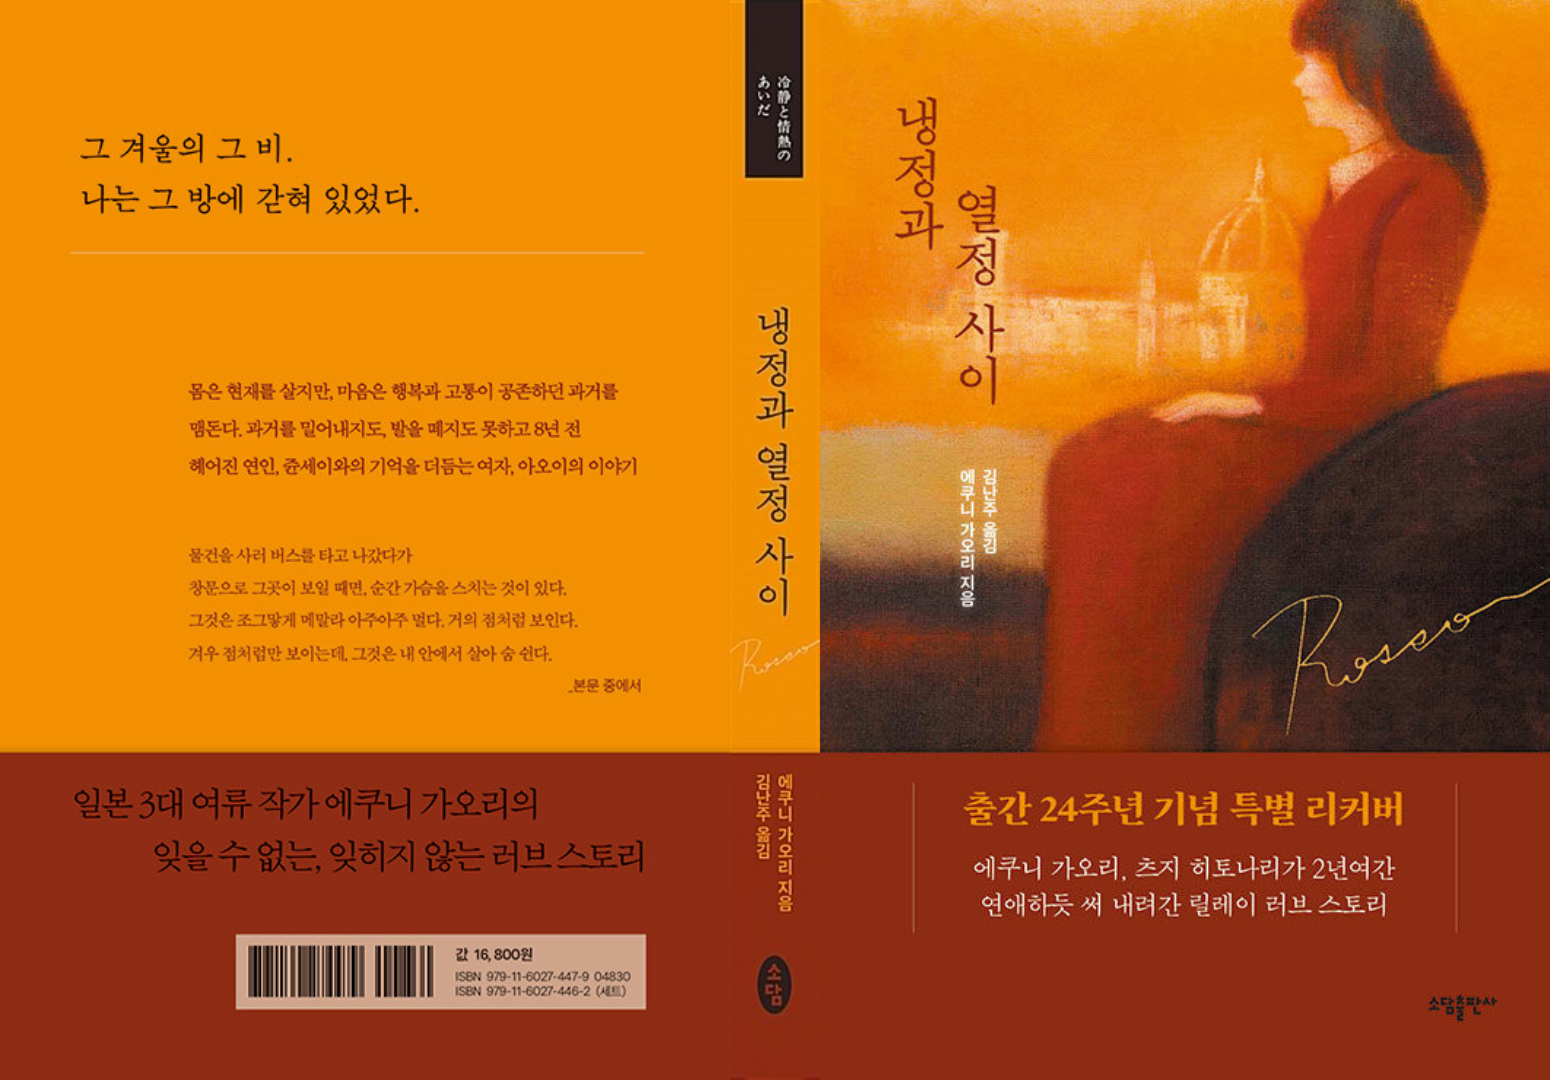 그 겨울의 그 비.
나는 그 방에 갇혀 있었다.
몸은 현재를 살지만, 마음은 행복과 고통이 공존하던 과거를
맴돈다. 과거를 밀어내지도, 발을 떼지도 못하고 8년 전
헤어진 연인, 쥰세이와의 기억을 더듬는 여자, 아오이의 이야기
물건을 사러 버스를 타고 나갔다가
창문으로 그곳이 보일 때면, 순간 가슴을 스치는 것이 있다.
그것은 조그맣게 메말라 아주아주 멀다. 거의 점처럼 보인다.
겨우 점처럼만 보이는데, 그것은 내 안에서 살아 숨 쉰다.
_본문 중에서
일본 3대 여류 작가 에쿠니 가오리의
잊을 수 없는, 잊히지 않는 러브 스토리
값 16,800원
ISBN 979-11-6027-447-9 04830
ISBN 979-11-6027-446-2 (세트)
冷静と情熱の
あいだ
냉정과 열정 사이
Rosso
에쿠니 가오리 지음
김난주 옮김
소담
냉정과
열정 사이
에쿠니 가오리 지음
김난주 옮김
Rosso
출간 24주년 기념 특별 리커버
에쿠니 가오리, 츠지 히토나리가 2년여간
연애하듯 써 내려간 릴레이 러브 스토리
소담출판사